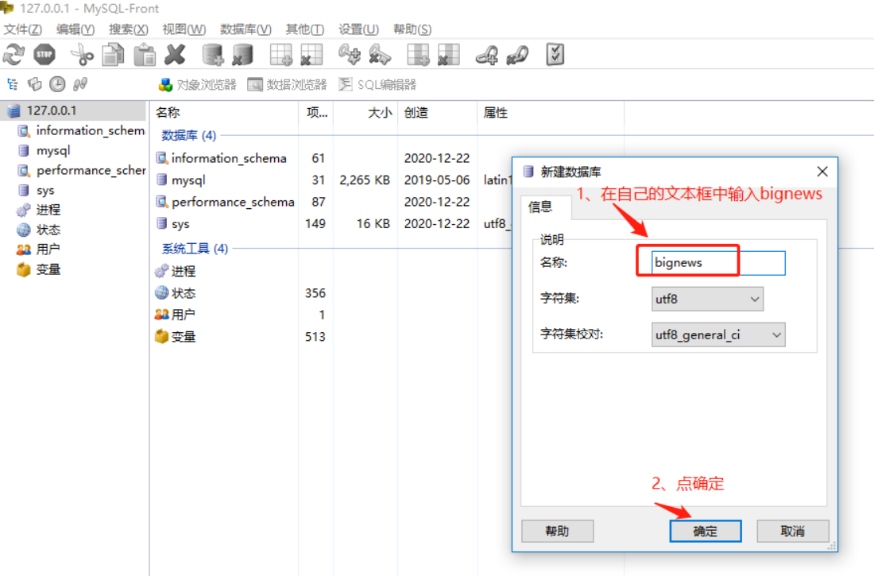 127.0.0.1 - MySQL-Front
文件(Z) 编辑(Y) 搜索(X) 视图(W) 数据库(V) 其他(T) 设置(U) 帮助(S)
STOP
对象浏览器 数据浏览器 SQL编辑器
127.0.0.1
information_schem
mysql
performance_scher
sys
进程
状态
用户
变量
名称 项... 大小 创造 属性
数据库 (4)
information_schema 61 2020-12-22
mysql 31 2,265 KB 2019-05-06 latin1
performance_schema 87 2020-12-22
sys 149 16 KB 2020-12-22 utf8_
系统工具 (4)
进程
状态 356
用户 1
变量 513
新建数据库
1、在自己的文本框中输入bignews
信息
说明
名称: bignews
字符集: utf8
字符集校对: utf8_general_ci
2、点确定
帮助 确定 取消